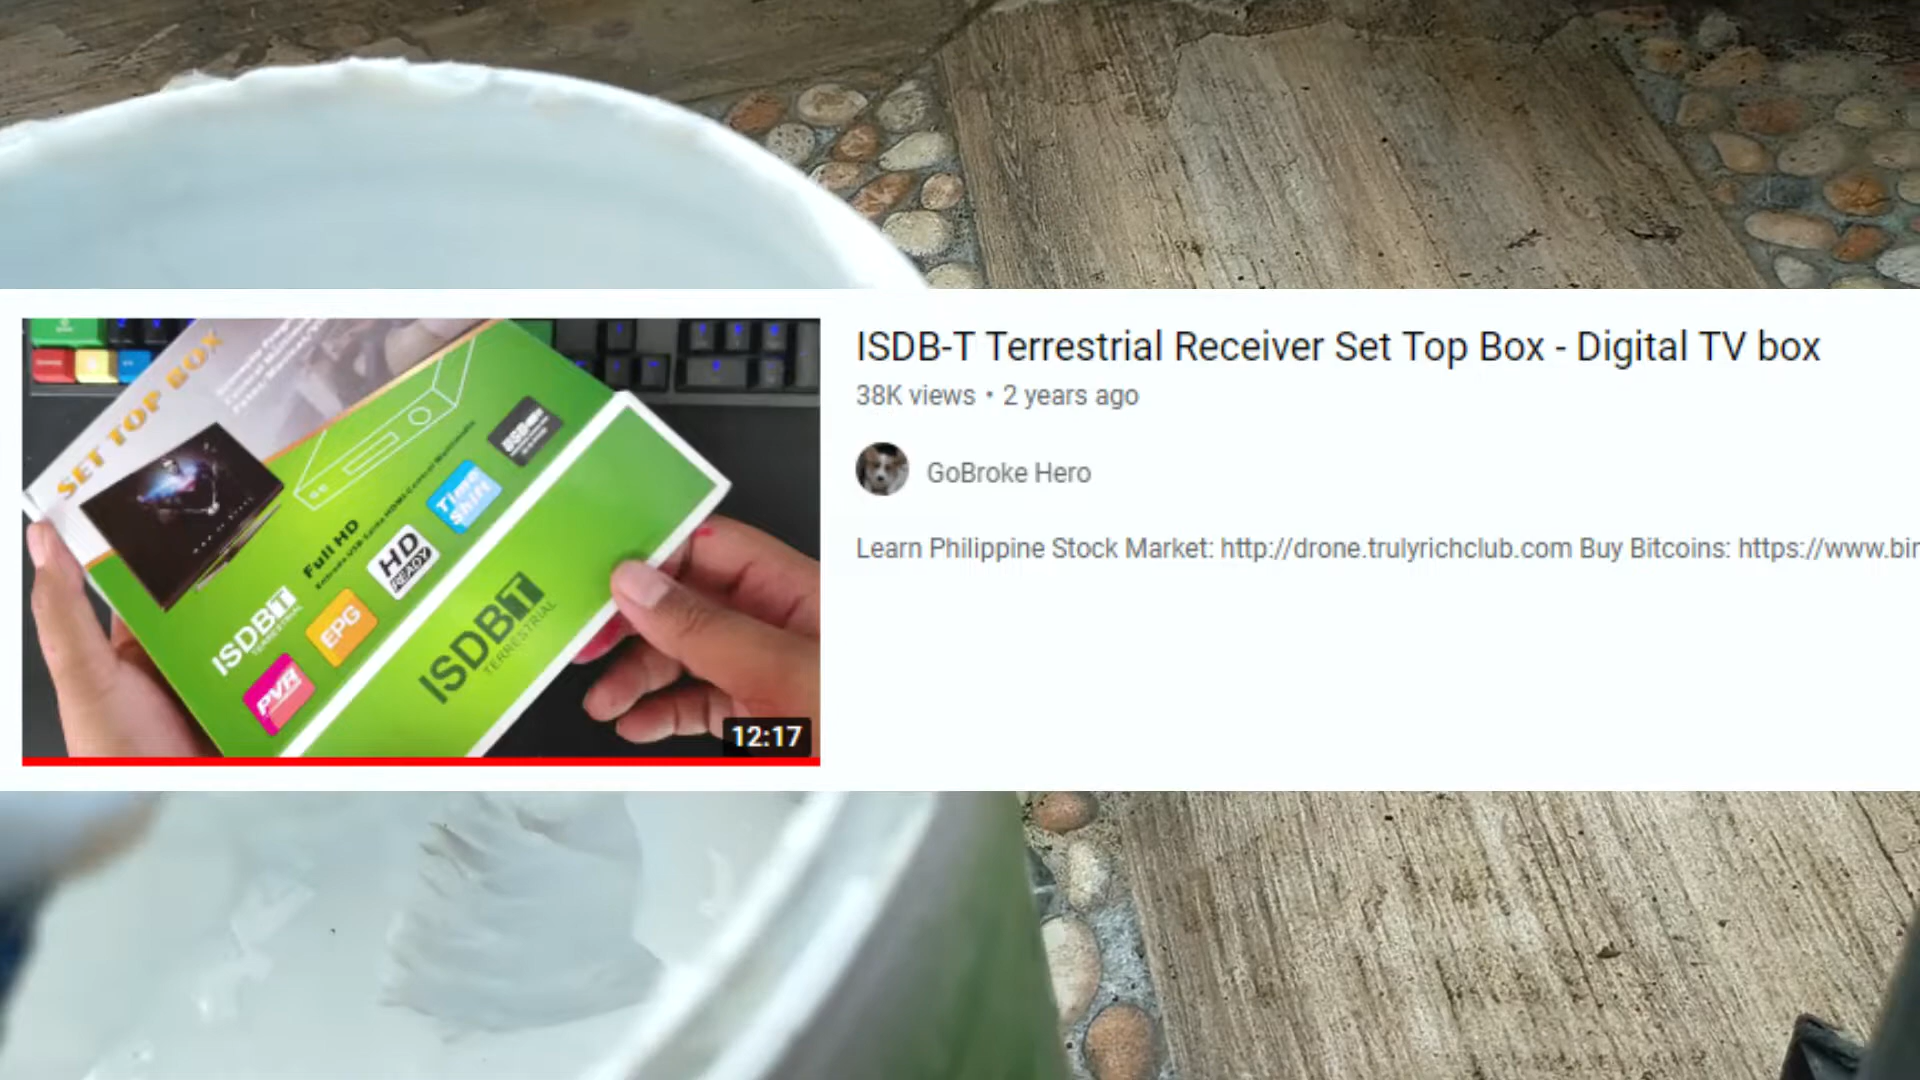 ISDB-T Terrestrial Receiver Set Top Box - Digital TV box
38K views • 2 years ago
GoBroke Hero
Learn Philippine Stock Market: http://drone.trulyrichclub.com Buy Bitcoins: https://www.bin
SET TOP BOX
Full HD
ISDBT
TERRESTRIAL
PVR
EPG
HD
READY
Time
Shift
ISDBT
TERRESTRIAL
12:17